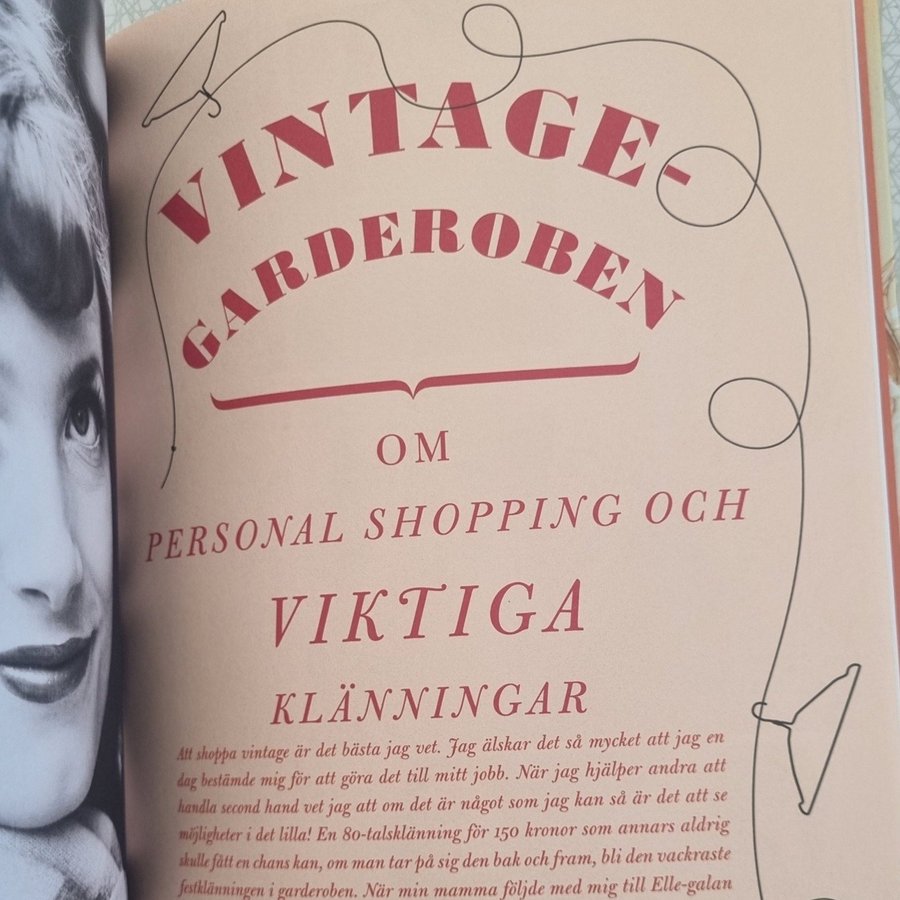 VINTAGE-
GARDEROBEN
OM
PERSONAL SHOPPING OCH
VIKTIGA
KLÄNNINGAR
Att shoppa vintage är det bästa jag vet. Jag älskar det så mycket att jag en
dag bestämde mig för att göra det till mitt jobb. När jag hjälper andra att
handla second hand vet jag att om det är något som jag kan så är det att se
möjligheter i det lilla! En 80-talsklänning för 150 kronor som annars aldrig
skulle fått en chans kan, om man tar på sig den bak och fram, bli den vackraste
festklänningen i garderoben. När min mamma följde med mig till Elle-galan